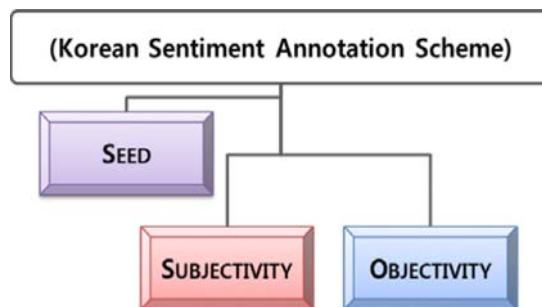 (Korean Sentiment Annotation Scheme)
SEED
SUBJECTIVITY
OBJECTIVITY